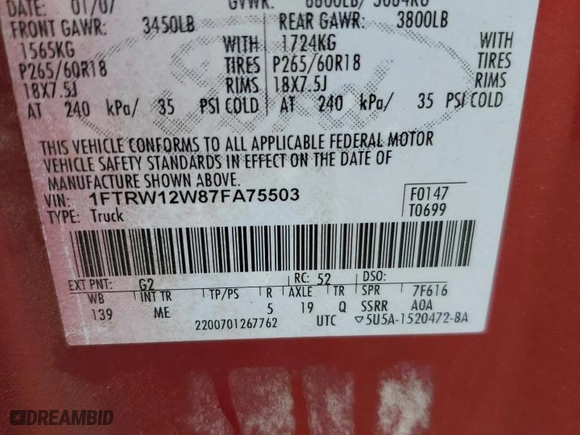 DATE: 01/07 GVWR: 6800LB/ 3084KG
FRONT GAWR: 3450LB REAR GAWR: 3800LB
1565KG WITH 1724KG WITH
P265/60R18 TIRES P265/60R18 TIRES
18X7.5J RIMS 18X7.5J RIMS
AT 240 kPa/ 35 PSI COLD AT 240 kPa/ 35 PSI COLD
THIS VEHICLE CONFORMS TO ALL APPLICABLE FEDERAL MOTOR
VEHICLE SAFETY STANDARDS IN EFFECT ON THE DATE OF
MANUFACTURE SHOWN ABOVE.
VIN: 1FTRW12W87FA75503 F0147
TYPE: Truck T0699
EXT PNT: G2 RC: 52 DSO:
WB INT TR TP/PS R AXLE TR SPR 7F616
139 ME 5 19 Q SSRR AOA
2200701267762 UTC ▽5U5A-1520472-BA
DREAMBID